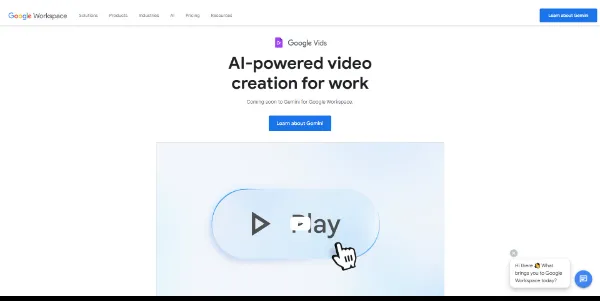 Google Workspace Solutions Products Industries AI Pricing Resources Learn about Gemini
Google Vids
AI-powered video
creation for work
Coming soon to Gemini for Google Workspace.
Learn about Gemini
Play
Hi there 👋 What
brings you to Google
Workspace today?